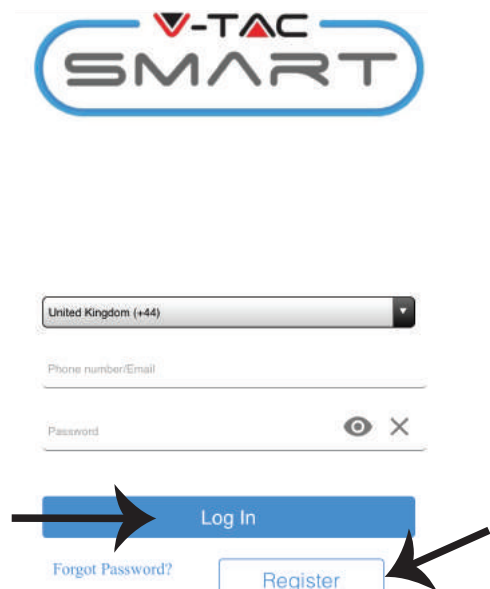 V-TAC
SMART
United Kingdom (+44)
Phone number/Email
Password
Log In
Forgot Password?
Register